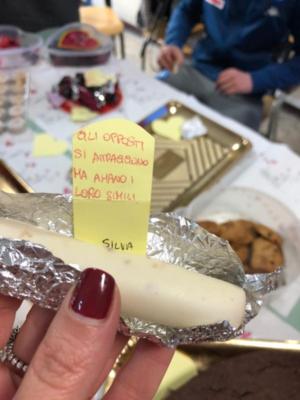 GLI OPPOSTI
SI ATTRAGGONO
MA AMANO I
LORO SIMILI
SILVIA